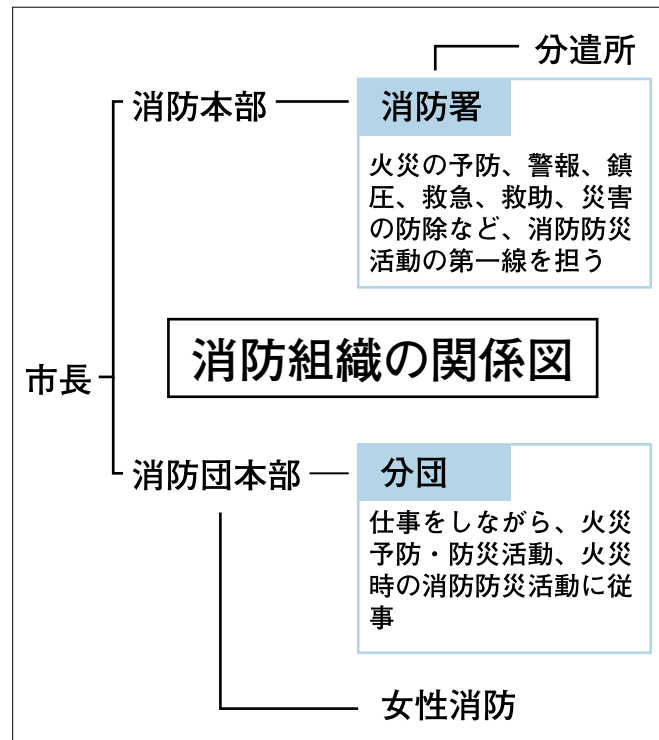 分遣所
消防本部
消防署
火災の予防、警報、鎮
圧、救急、救助、災害
の防除など、消防防災
活動の第一線を担う
消防組織の関係図
市長
消防団本部
分団
仕事をしながら、火災
予防・防災活動、火災
時の消防防災活動に従
事
女性消防